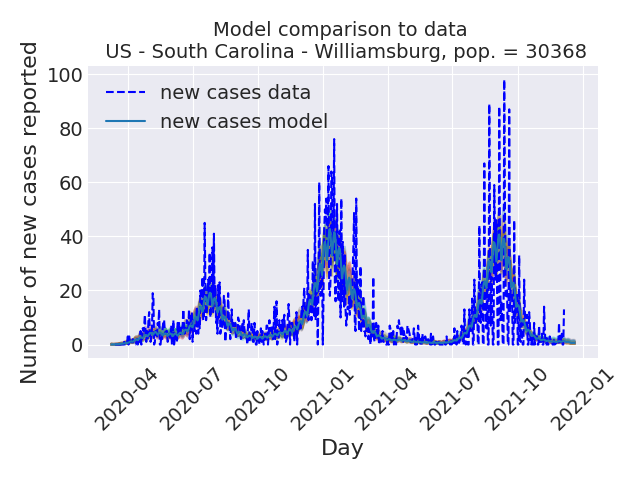 Model comparison to data
US - South Carolina - Williamsburg, pop. = 30368
Number of new cases reported
100
80
60
40
20
0
new cases data
new cases model
2020-04
2020-07
2020-10
2021-01
2021-04
2021-07
2021-10
2022-01
Day